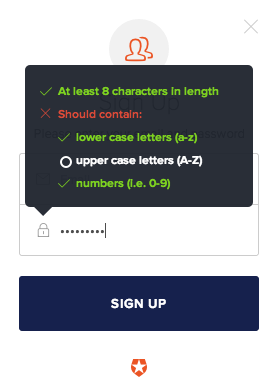 At least 8 characters in length
Sign Up
Should contain:
lower case letters (a-z)
password
upper case letters (A-Z)
numbers (i.e. 0-9)
•••••••••
SIGN UP